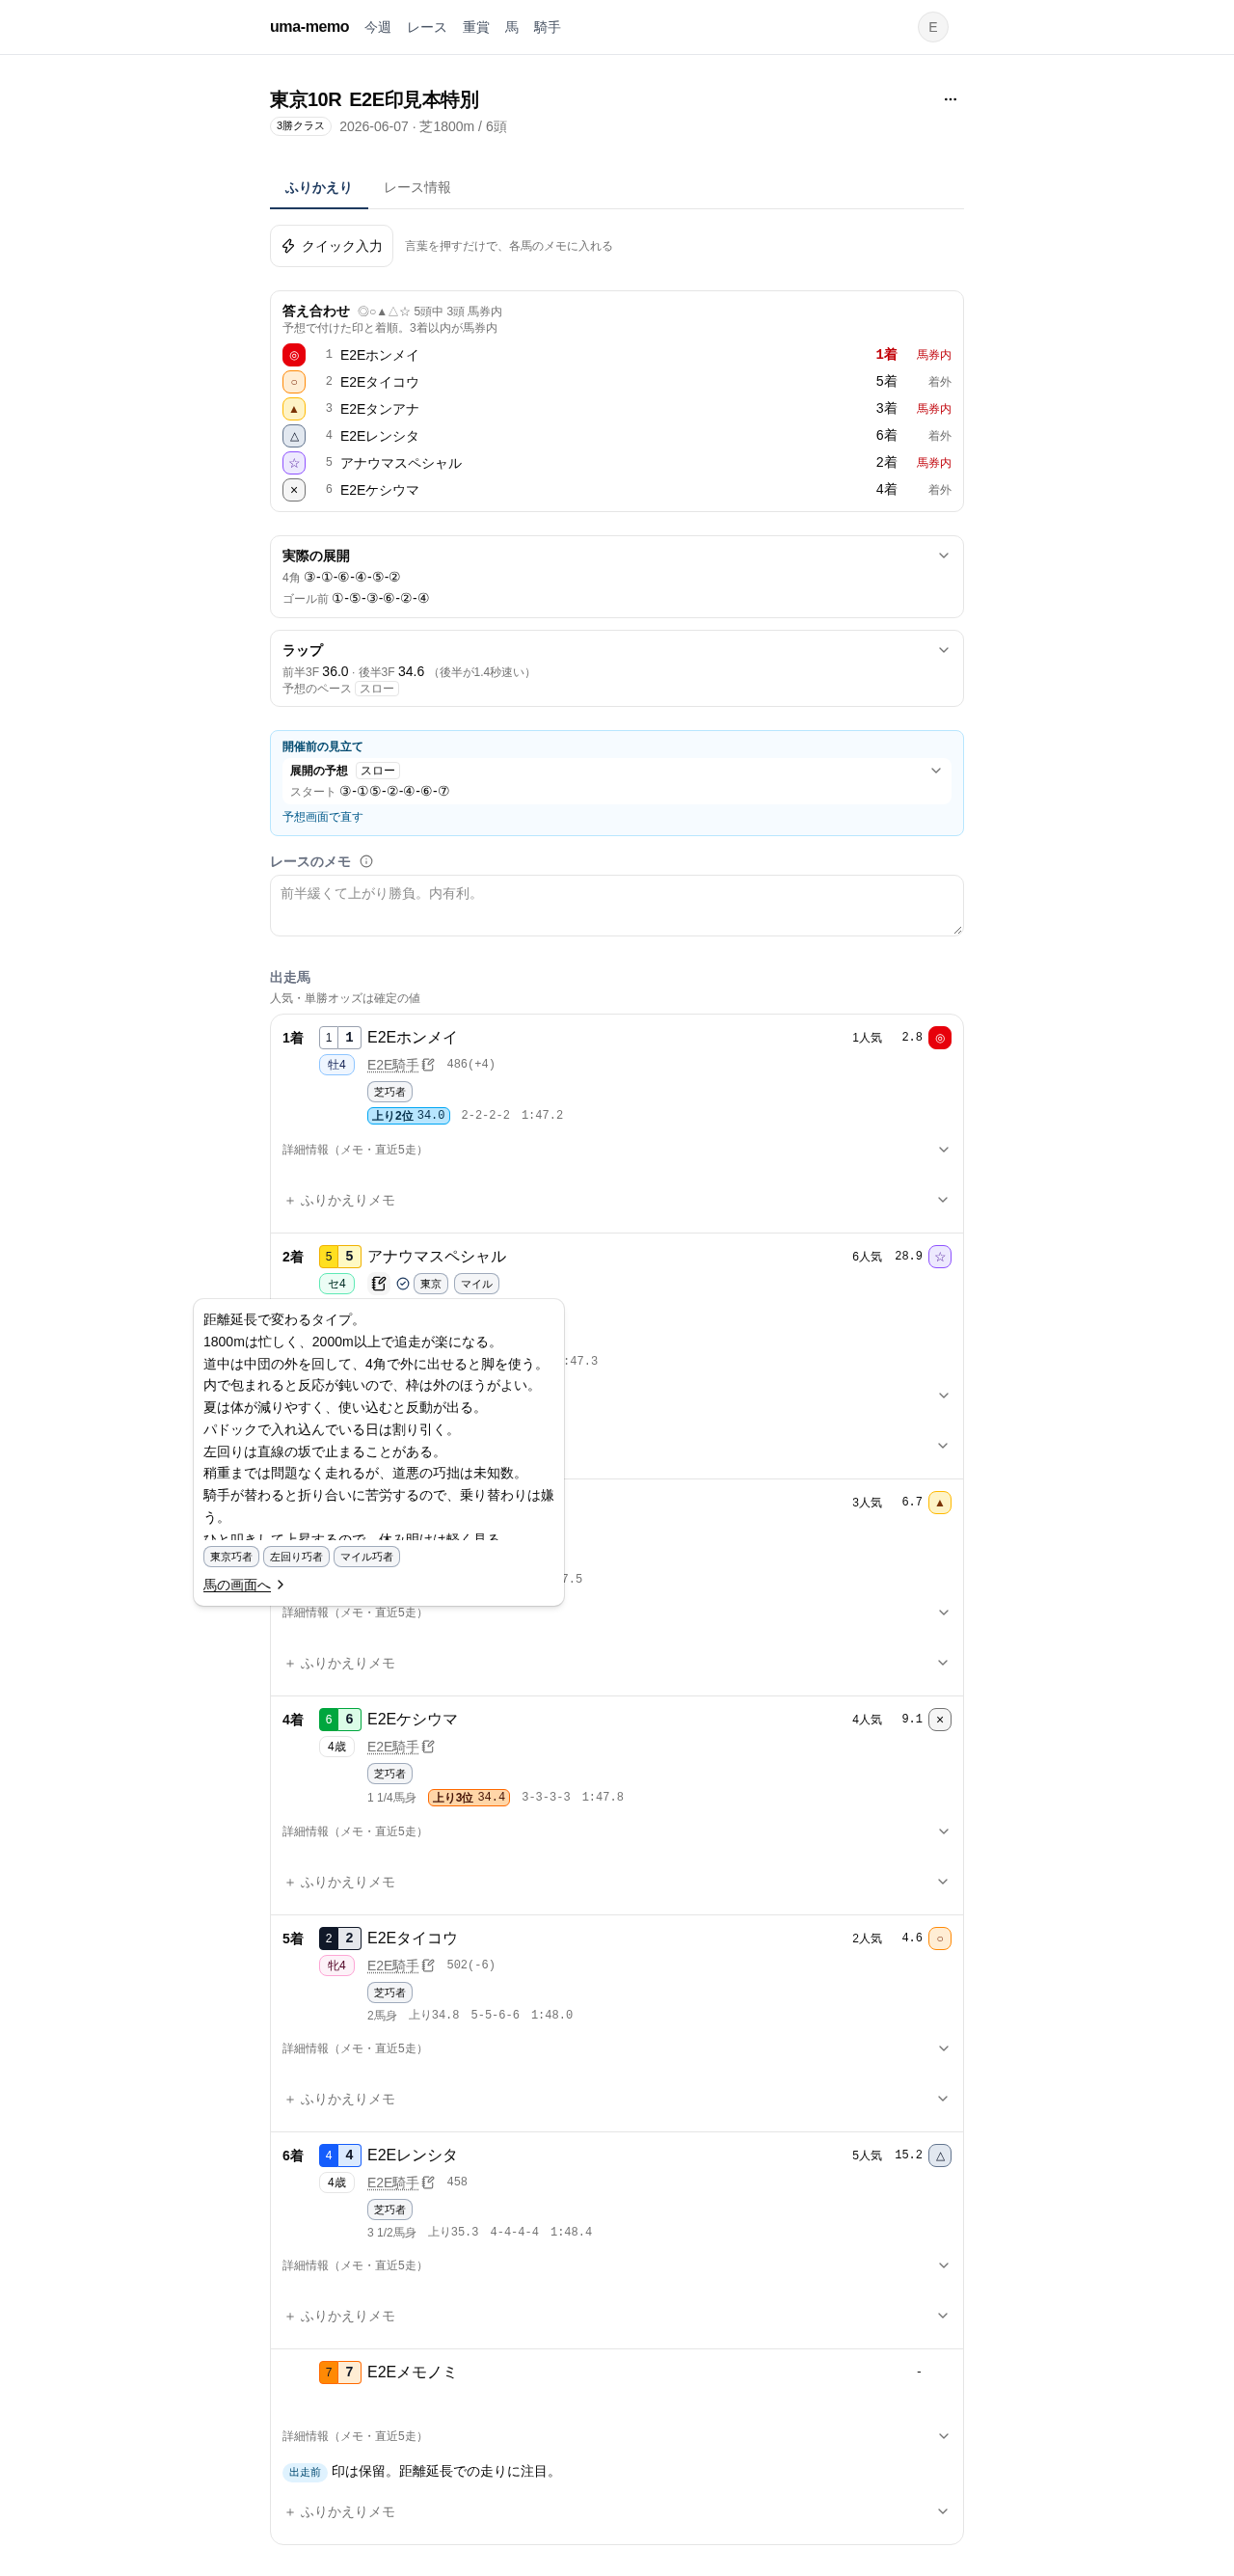 uma-memo 今週 レース 重賞 馬 騎手 E
東京10R E2E印見本特別
3勝クラス 2026-06-07 · 芝1800m / 6頭
ふりかえり レース情報
クイック入力 言葉を押すだけで、各馬のメモに入れる
答え合わせ ◎○▲△☆ 5頭中 3頭 馬券内
予想で付けた印と着順。3着以内が馬券内
◎ 1 E2Eホンメイ 1着 馬券内
○ 2 E2Eタイコウ 5着 着外
▲ 3 E2Eタンアナ 3着 馬券内
△ 4 E2Eレンシタ 6着 着外
☆ 5 アナウマスペシャル 2着 馬券内
× 6 E2Eケシウマ 4着 着外
実際の展開
4角 ③-①-⑥-④-⑤-②
ゴール前 ①-⑤-③-⑥-②-④
ラップ
前半3F 36.0 · 後半3F 34.6 （後半が1.4秒速い）
予想のペース スロー
開催前の見立て
展開の予想 スロー
スタート ③-①⑤-②-④-⑥-⑦
予想画面で直す
レースのメモ
前半緩くて上がり勝負。内有利。
出走馬
人気・単勝オッズは確定の値
1着 1 1 E2Eホンメイ 1人気 2.8 ◎
牡4 E2E騎手 486(+4)
芝巧者
上り2位 34.0 2-2-2-2 1:47.2
詳細情報（メモ・直近5走）
＋ ふりかえりメモ
2着 5 5 アナウマスペシャル 6人気 28.9 ☆
セ4 東京 マイル
距離延長で変わるタイプ。
1800mは忙しく、2000m以上で追走が楽になる。
:47.3
道中は中団の外を回して、4角で外に出せると脚を使う。
内で包まれると反応が鈍いので、枠は外のほうがよい。
夏は体が減りやすく、使い込むと反動が出る。
パドックで入れ込んでいる日は割り引く。
左回りは直線の坂で止まることがある。
稍重までは問題なく走れるが、道悪の巧拙は未知数。
騎手が替わると折り合いに苦労するので、乗り替わりは嫌
う。
ひと叩きして上昇するので、休み明けは軽く見る。
東京巧者 左回り巧者 マイル巧者
馬の画面へ
3人気 6.7 ▲
7.5
詳細情報（メモ・直近5走）
＋ ふりかえりメモ
4着 6 6 E2Eケシウマ 4人気 9.1 ×
4歳 E2E騎手
芝巧者
1 1/4馬身 上り3位 34.4 3-3-3-3 1:47.8
詳細情報（メモ・直近5走）
＋ ふりかえりメモ
5着 2 2 E2Eタイコウ 2人気 4.6 ○
牝4 E2E騎手 502(-6)
芝巧者
2馬身 上り34.8 5-5-6-6 1:48.0
詳細情報（メモ・直近5走）
＋ ふりかえりメモ
6着 4 4 E2Eレンシタ 5人気 15.2 △
4歳 E2E騎手 458
芝巧者
3 1/2馬身 上り35.3 4-4-4-4 1:48.4
詳細情報（メモ・直近5走）
＋ ふりかえりメモ
7 7 E2Eメモノミ -
詳細情報（メモ・直近5走）
出走前 印は保留。距離延長での走りに注目。
＋ ふりかえりメモ